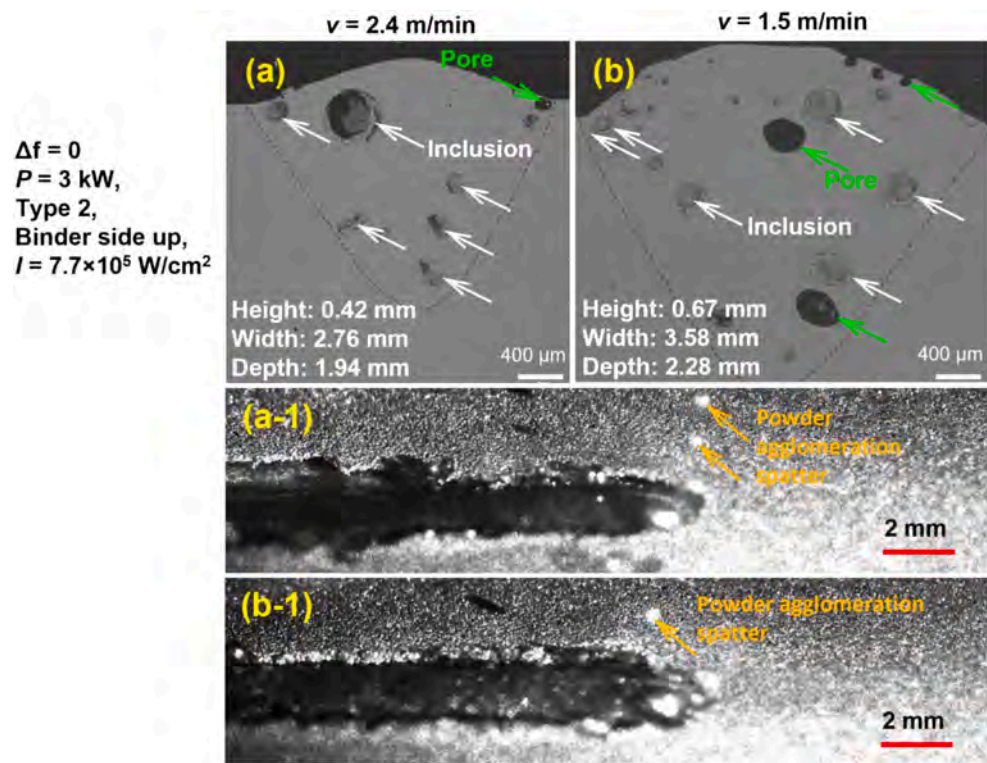 v = 2.4 m/min
v = 1.5 m/min
Δf = 0
P = 3 kW,
Type 2,
Binder side up,
I = 7.7×10⁵ W/cm²
(a)
Pore
Inclusion
Height: 0.42 mm
Width: 2.76 mm
Depth: 1.94 mm
400 μm
(b)
Pore
Inclusion
Height: 0.67 mm
Width: 3.58 mm
Depth: 2.28 mm
400 μm
(a-1)
Powder
agglomeration
spatter
2 mm
(b-1)
Powder agglomeration
spatter
2 mm